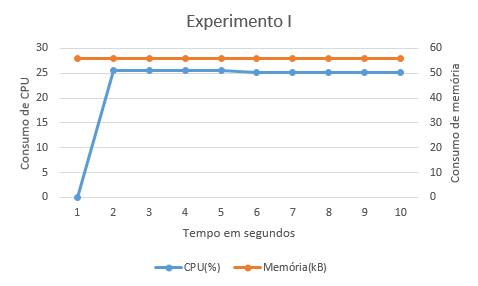 Experimento I
30
25
20
15
10
5
0
Consumo de CPU
60
50
40
30
20
10
0
Consumo de memória
1 2 3 4 5 6 7 8 9 10
Tempo em segundos
CPU(%) Memória(kB)